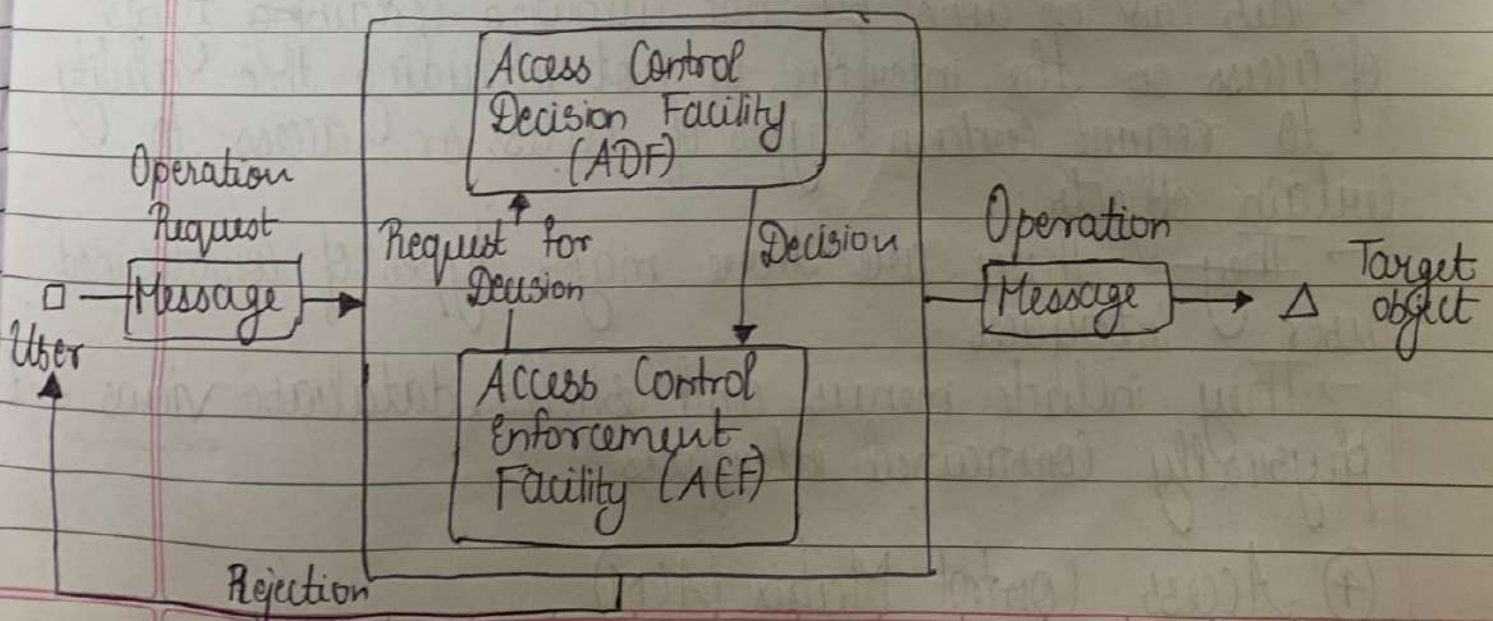 Access Control
Decision Facility
(ADF)
Operation
Request
Message
User
Request for
Decision
Decision
Access Control
Enforcement
Facility (AEF)
Operation
Message
Target
object
Rejection